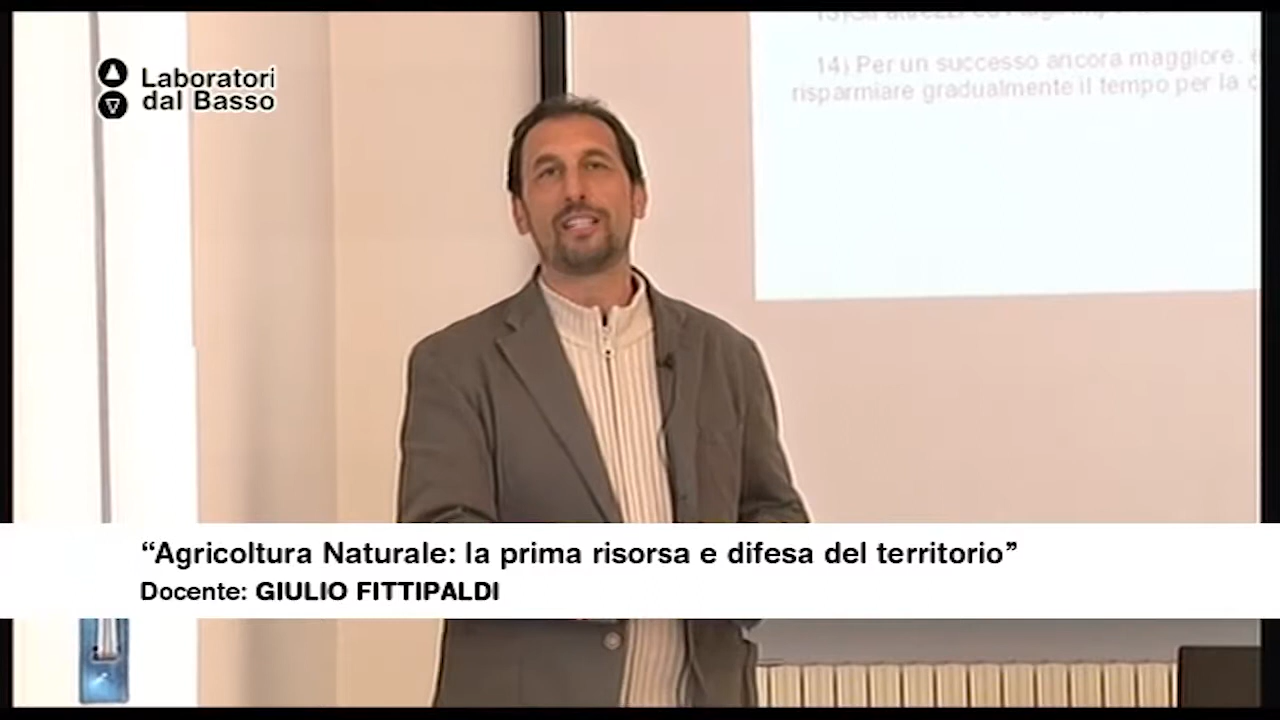 Laboratori
dal Basso
14) Per un successo ancora maggiore, e
risparmiare gradualmente il tempo per la c
“Agricoltura Naturale: la prima risorsa e difesa del territorio”
Docente: GIULIO FITTIPALDI